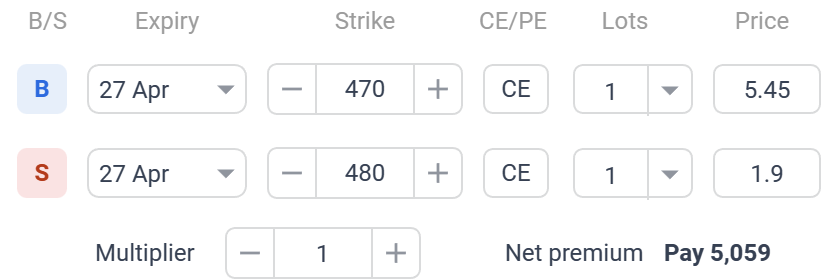 B/S Expiry Strike CE/PE Lots Price
B 27 Apr 470 CE 1 5.45
S 27 Apr 480 CE 1 1.9
Multiplier 1 Net premium Pay 5,059